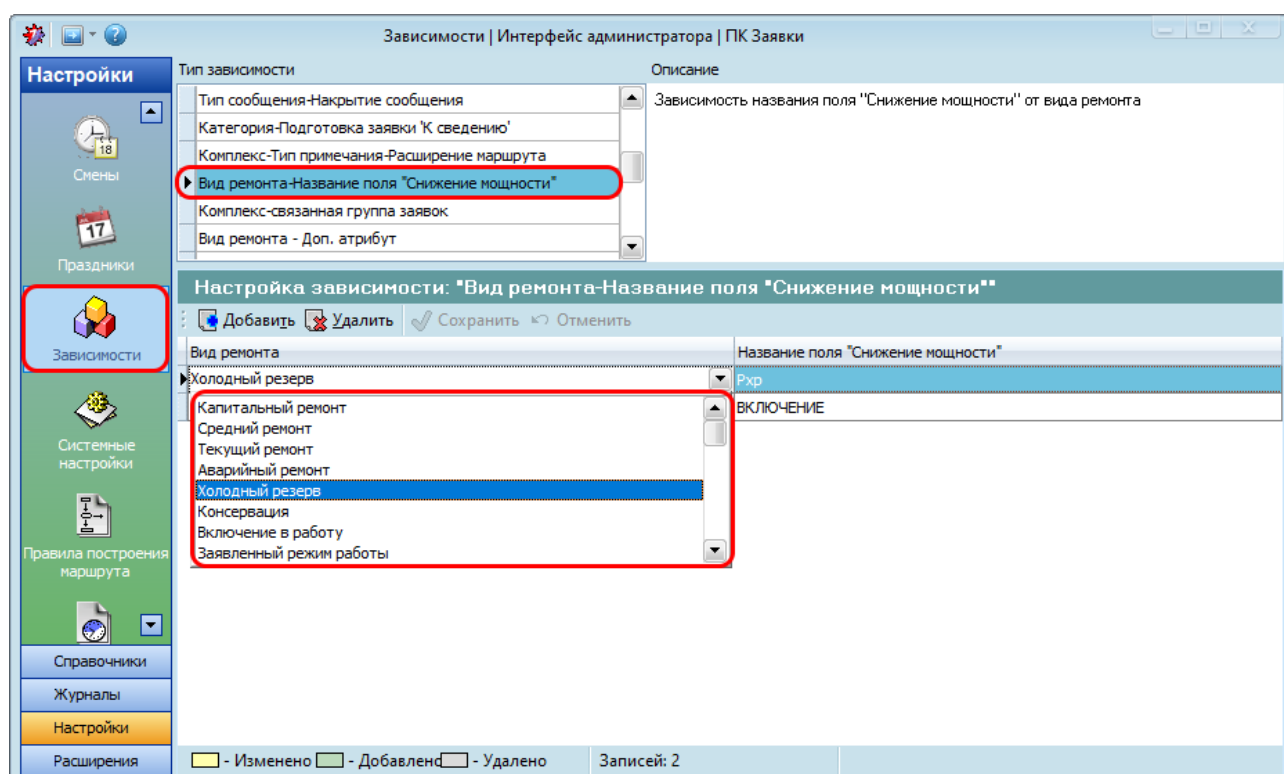 Зависимости | Интерфейс администратора | ПК Заявки
Настройки
Тип зависимости
Описание
Тип сообщения-Накрытие сообщения
Категория-Подготовка заявки 'К сведению'
Комплекс-Тип примечания-Расширение маршрута
Вид ремонта-Название поля "Снижение мощности"
Комплекс-связанная группа заявок
Вид ремонта - Доп. атрибут
Зависимость названия поля "Снижение мощности" от вида ремонта
18
Смены
17
Праздники
Зависимости
Системные
настройки
Правила построения
маршрута
Настройка зависимости: "Вид ремонта-Название поля "Снижение мощности""
Добавить Удалить Сохранить Отменить
Вид ремонта
Название поля "Снижение мощности"
Холодный резерв
Рхр
ВКЛЮЧЕНИЕ
Капитальный ремонт
Средний ремонт
Текущий ремонт
Аварийный ремонт
Холодный резерв
Консервация
Включение в работу
Заявленный режим работы
Справочники
Журналы
Настройки
Расширения
- Изменено - Добавлено - Удалено
Записей: 2